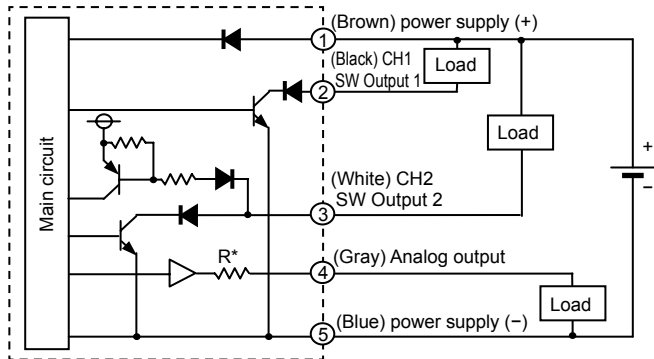 (Brown) power supply (+)
1
(Black) CH1
SW Output 1
2
Load
Load
Main circuit
+
−
(White) CH2
SW Output 2
3
R*
4
(Gray) Analog output
Load
5
(Blue) power supply (−)